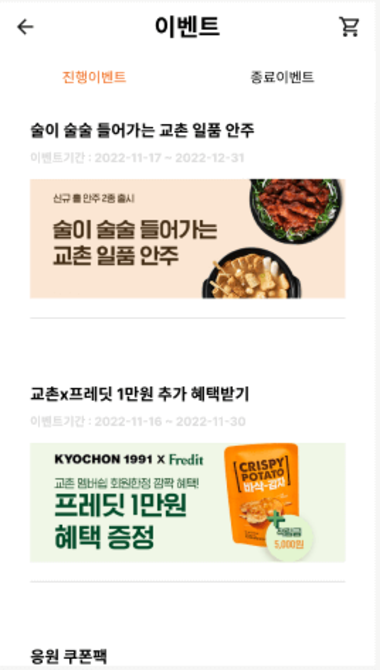 이벤트
진행이벤트
종료이벤트
술이 술술 들어가는 교촌 일품 안주
이벤트기간 : 2022-11-17 ~ 2022-12-31
신규 홀 안주 2종 출시
술이 술술 들어가는
교촌 일품 안주
교촌x프레딧 1만원 추가 혜택받기
이벤트기간 : 2022-11-16 ~ 2022-11-30
KYOCHON 1991 X Fredit
교촌 멤버쉽 회원한정 깜짝 혜택!
프레딧 1만원
혜택 증정
CRISPY
POTATO
바삭-감자
5,000원
응원 쿠폰팩